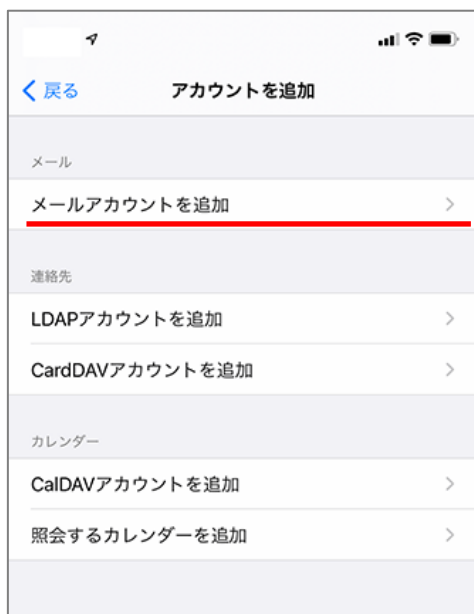 戻る
アカウントを追加
メール
メールアカウントを追加
連絡先
LDAPアカウントを追加
CardDAVアカウントを追加
カレンダー
CalDAVアカウントを追加
照会するカレンダーを追加